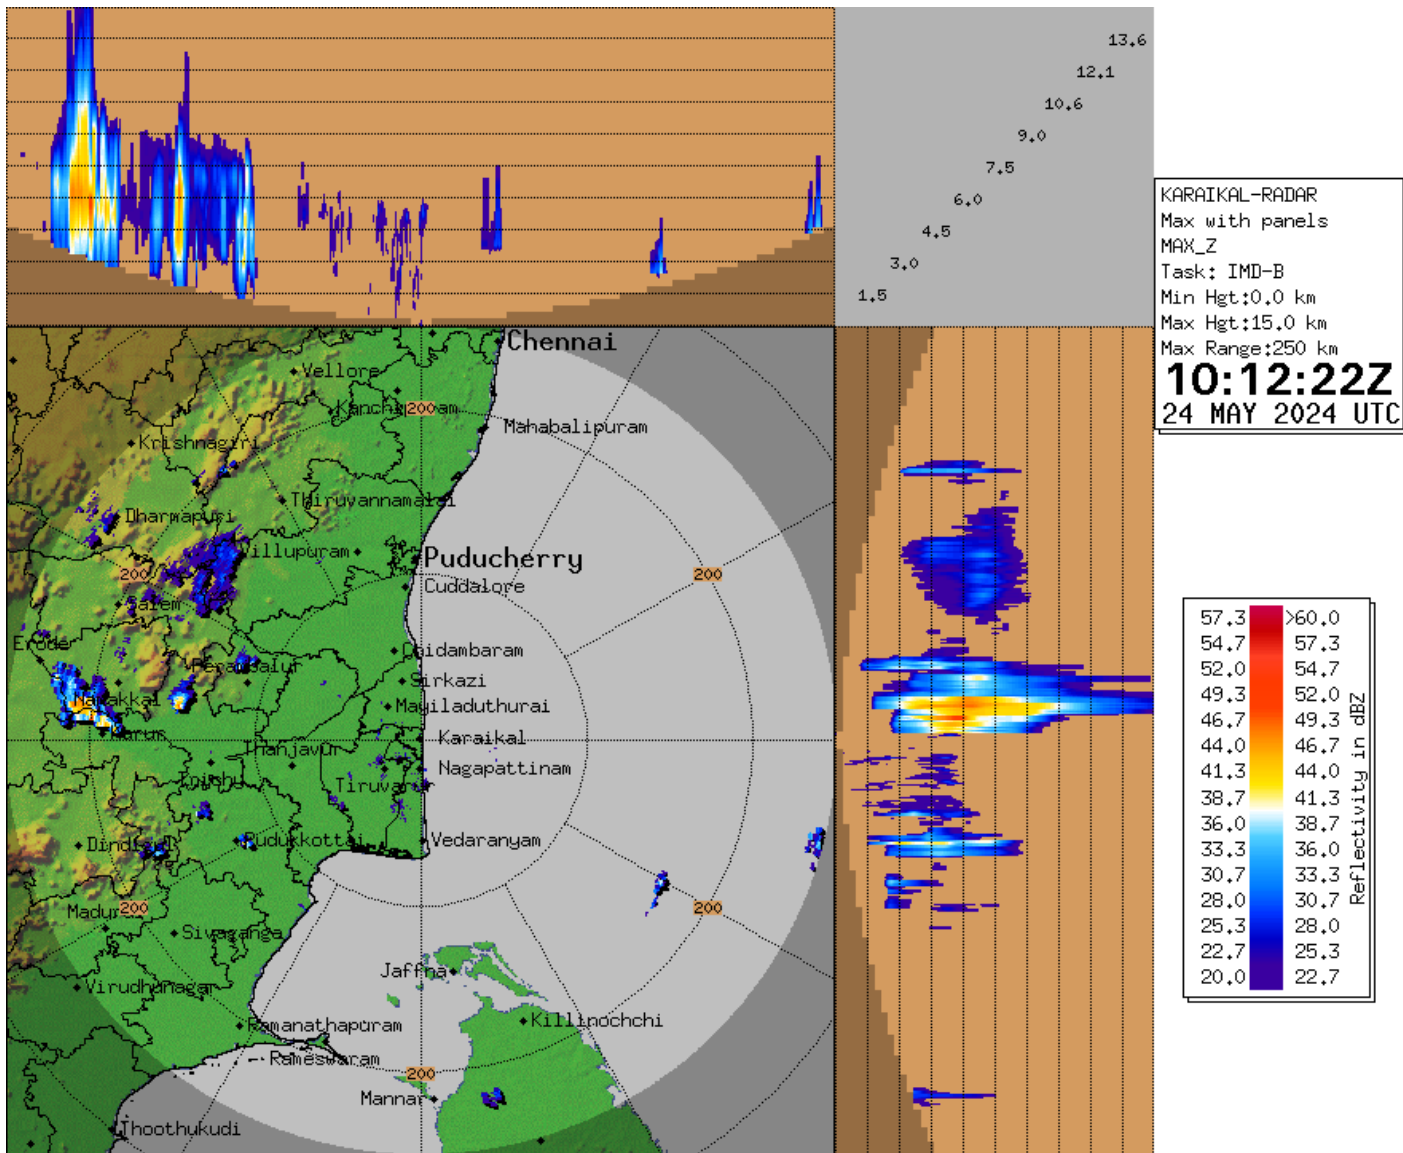 13.6
12.1
10.6
9.0
7.5
6.0
4.5
3.0
1.5
KARAIKAL-RADAR
Max with panels
MAX_Z
Task: IMD-B
Min Hgt:0.0 km
Max Hgt:15.0 km
Max Range:250 km
10:12:22Z
24 MAY 2024 UTC
Chennai
Vellore
200
Mahabalipuram
Krishnagiri
Thiruvannamalai
Dharmapuri
Villupuram
Puducherry
200
200
Cuddalore
Salem
Erode
Chidambaram
Perambalur
Sirkazi
Namakkal
Mayiladuthurai
Karur
Karaikal
Thanjavur
Nagapattinam
Tiruvarur
Dindigul
Pudukkottai
Vedaranyam
200
200
Sivaganga
Jaffna
Virudhunagar
Killinochchi
Ramanathapuram
Rameswaram
200
Mannar
Thoothukudi
57.3 >60.0
54.7 57.3
52.0 54.7
49.3 52.0
46.7 49.3
44.0 46.7
41.3 44.0
38.7 41.3
36.0 38.7
33.3 36.0
30.7 33.3
28.0 30.7
25.3 28.0
22.7 25.3
20.0 22.7
Reflectivity in dBZ